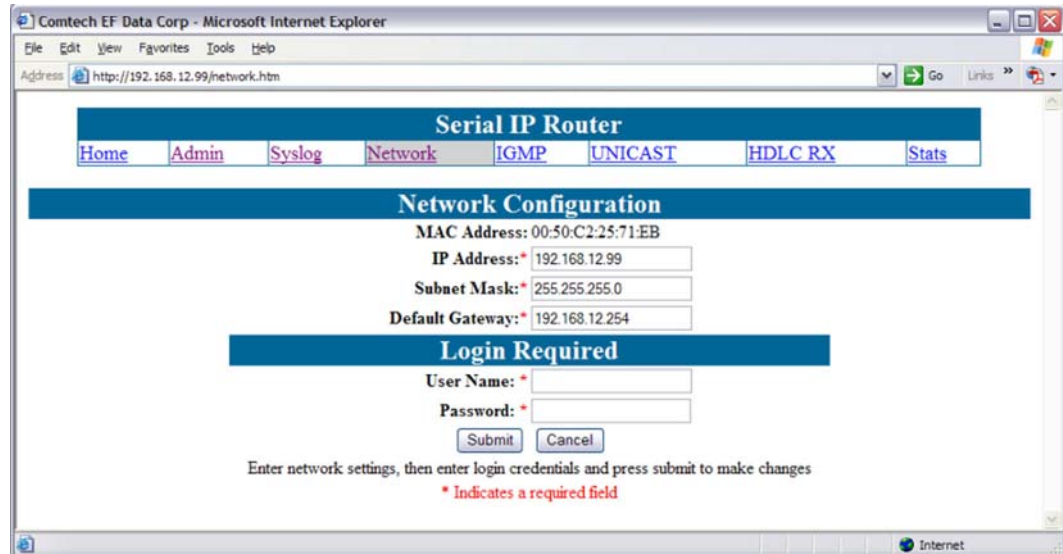 Comtech EF Data Corp - Microsoft Internet Explorer
File Edit View Favorites Tools Help
Address http://192.168.12.99/network.htm Go Links »
Serial IP Router
Home Admin Syslog Network IGMP UNICAST HDLC RX Stats
Network Configuration
MAC Address: 00:50:C2:25:71:EB
IP Address:* 192.168.12.99
Subnet Mask:* 255.255.255.0
Default Gateway:* 192.168.12.254
Login Required
User Name: *
Password: *
Submit Cancel
Enter network settings, then enter login credentials and press submit to make changes
* Indicates a required field
Internet